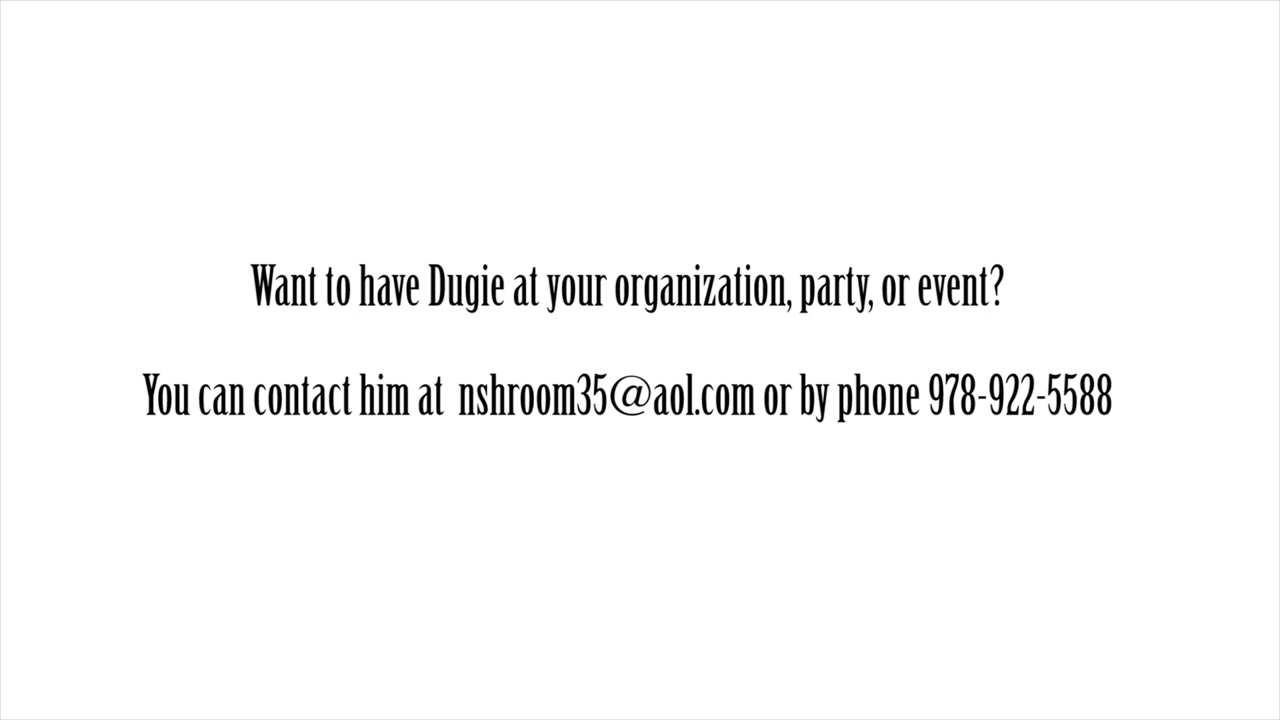 Want to have Dugie at your organization, party, or event?
You can contact him at nshroom35@aol.com or by phone 978-922-5588